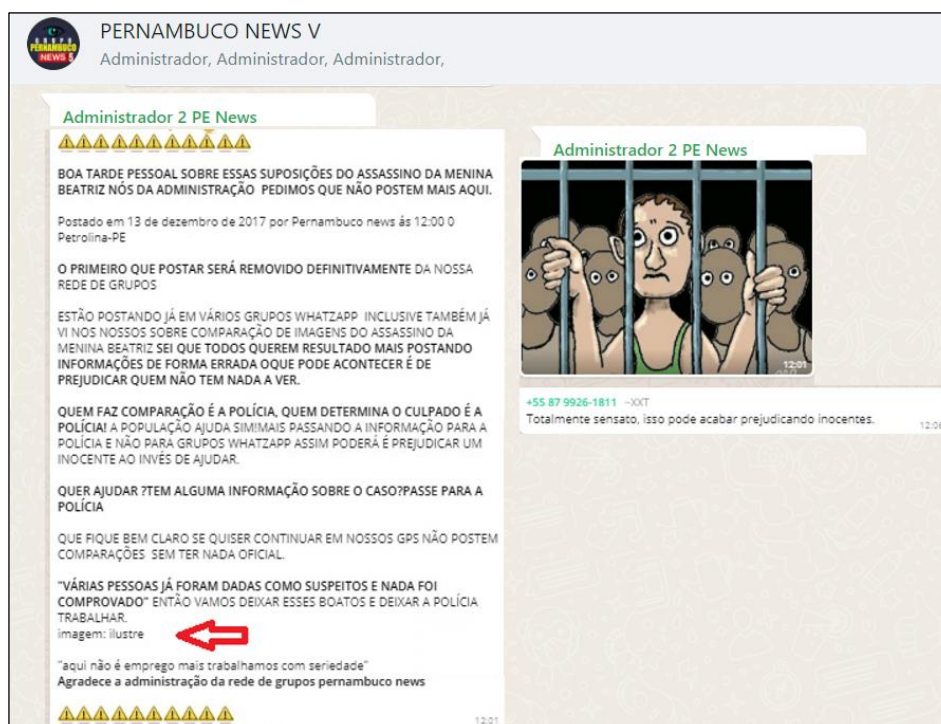 PERNAMBUCO NEWS V
Administrador, Administrador, Administrador,
GRUPO
PERNAMBUCO
NEWS 5
Administrador 2 PE News
BOA TARDE PESSOAL SOBRE ESSAS SUPOSIÇÕES DO ASSASSINO DA MENINA
BEATRIZ NÓS DA ADMINISTRAÇÃO PEDIMOS QUE NÃO POSTEM MAIS AQUI.
Postado em 13 de dezembro de 2017 por Pernambuco news ás 12:00 0
Petrolina-PE
O PRIMEIRO QUE POSTAR SERÁ REMOVIDO DEFINITIVAMENTE DA NOSSA
REDE DE GRUPOS
ESTÃO POSTANDO JÁ EM VÁRIOS GRUPOS WHATZAPP INCLUSIVE TAMBÉM JÁ
VI NOS NOSSOS SOBRE COMPARAÇÃO DE IMAGENS DO ASSASSINO DA
MENINA BEATRIZ SEI QUE TODOS QUEREM RESULTADO MAIS POSTANDO
INFORMAÇÕES DE FORMA ERRADA OQUE PODE ACONTECER É DE
PREJUDICAR QUEM NÃO TEM NADA A VER.
QUEM FAZ COMPARAÇÃO É A POLÍCIA, QUEM DETERMINA O CULPADO É A
POLÍCIA! A POPULAÇÃO AJUDA SIM!MAIS PASSANDO A INFORMAÇÃO PARA A
POLÍCIA E NÃO PARA GRUPOS WHATZAPP ASSIM PODERÁ É PREJUDICAR UM
INOCENTE AO INVÉS DE AJUDAR.
QUER AJUDAR ?TEM ALGUMA INFORMAÇÃO SOBRE O CASO?PASSE PARA A
POLÍCIA
QUE FIQUE BEM CLARO SE QUISER CONTINUAR EM NOSSOS GPS NÃO POSTEM
COMPARAÇÕES SEM TER NADA OFICIAL.
"VÁRIAS PESSOAS JÁ FORAM DADAS COMO SUSPEITOS E NADA FOI
COMPROVADO" ENTÃO VAMOS DEIXAR ESSES BOATOS E DEIXAR A POLÍCIA
TRABALHAR.
imagem: ilustre
"aqui não é emprego mais trabalhamos com seriedade"
Agradece a administração da rede de grupos pernambuco news
12:01
Administrador 2 PE News
12:01
+55 87 9926-1811 ~XXT
Totalmente sensato, isso pode acabar prejudicando inocentes.